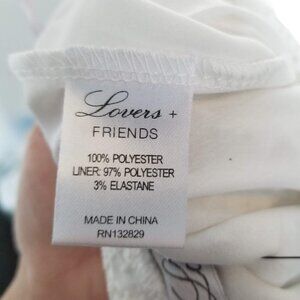 Lovers +
FRIENDS
100% POLYESTER
LINER: 97% POLYESTER
3% ELASTANE
MADE IN CHINA
RN132829